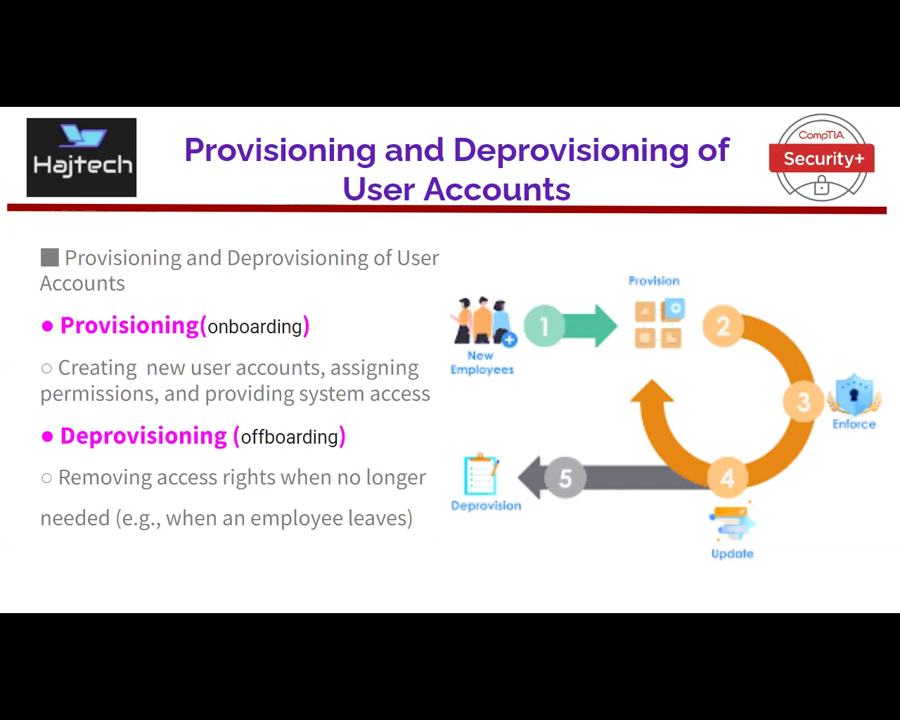 Hajtech
Provisioning and Deprovisioning of
User Accounts
CompTIA
Security+
■ Provisioning and Deprovisioning of User
Accounts
● Provisioning(onboarding)
○ Creating new user accounts, assigning
permissions, and providing system access
● Deprovisioning (offboarding)
○ Removing access rights when no longer
needed (e.g., when an employee leaves)
Provision
New
Employees
1
2
3
Enforce
4
Update
5
Deprovision